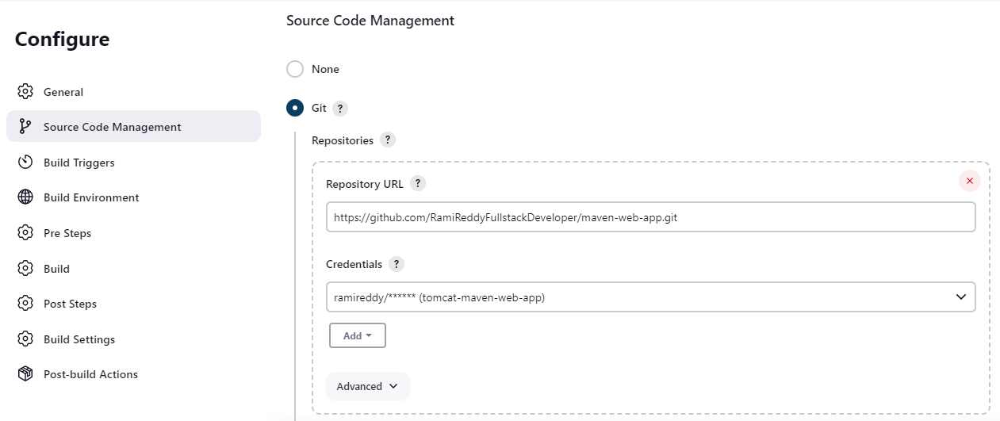 Configure
General
Source Code Management
Build Triggers
Build Environment
Pre Steps
Build
Post Steps
Build Settings
Post-build Actions
Source Code Management
None
Git ?
Repositories ?
Repository URL ?
https://github.com/RamiReddyFullstackDeveloper/maven-web-app.git
Credentials ?
ramireddy/****** (tomcat-maven-web-app)
Add
Advanced